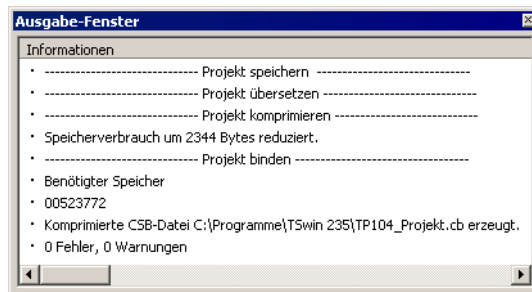 Ausgabe-Fenster
Informationen
· ------------------------------ Projekt speichern ------------------------------
· ------------------------------ Projekt übersetzen ------------------------------
· ------------------------------ Projekt komprimieren ----------------------------
· Speicherverbrauch um 2344 Bytes reduziert.
· ------------------------------ Projekt binden ----------------------------------
· Benötigter Speicher
· 00523772
· Komprimierte CSB-Datei C:\Programme\TSwin 235\TP104_Projekt.cb erzeugt.
· 0 Fehler, 0 Warnungen